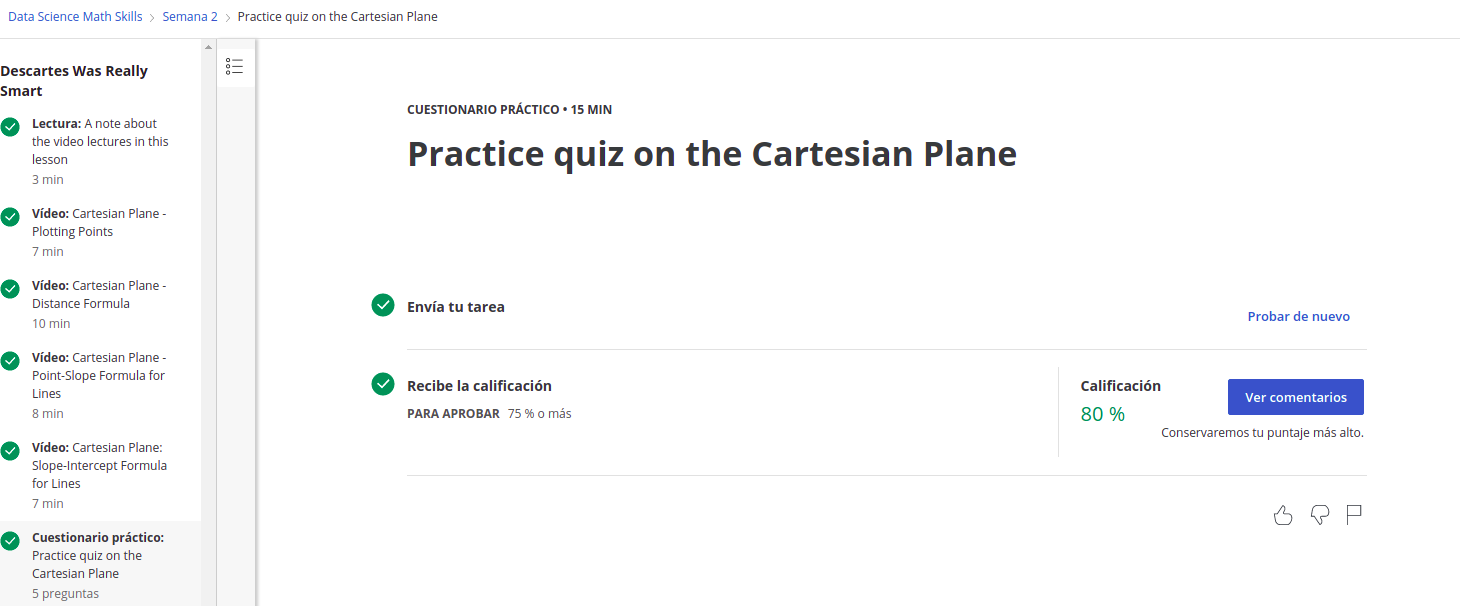 Data Science Math Skills > Semana 2 > Practice quiz on the Cartesian Plane
Descartes Was Really
Smart
Lectura: A note about
the video lectures in this
lesson
3 min
Vídeo: Cartesian Plane -
Plotting Points
7 min
Vídeo: Cartesian Plane -
Distance Formula
10 min
Vídeo: Cartesian Plane -
Point-Slope Formula for
Lines
8 min
Vídeo: Cartesian Plane:
Slope-Intercept Formula
for Lines
7 min
Cuestionario práctico:
Practice quiz on the
Cartesian Plane
5 preguntas
CUESTIONARIO PRÁCTICO • 15 MIN
Practice quiz on the Cartesian Plane
Envía tu tarea
Probar de nuevo
Recibe la calificación
PARA APROBAR 75 % o más
Calificación
80 %
Ver comentarios
Conservaremos tu puntaje más alto.